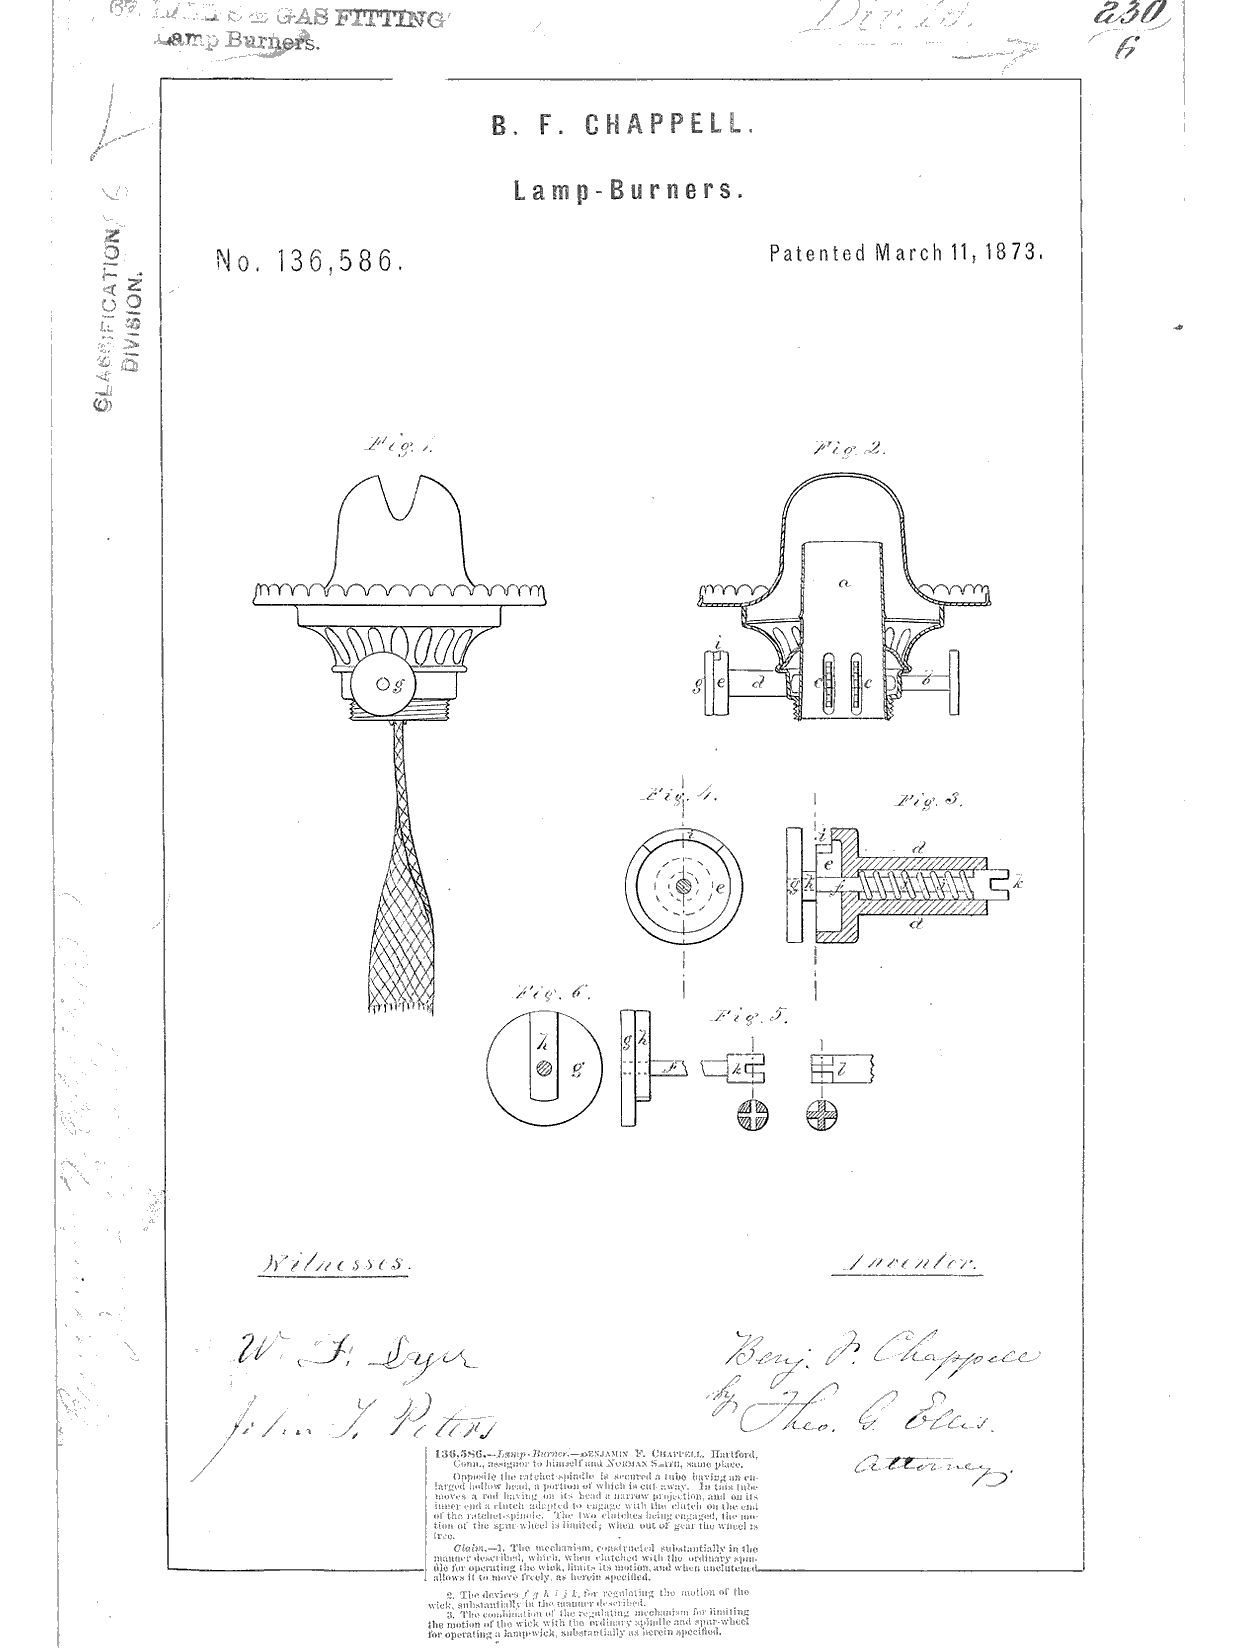 LAMPS & GAS FITTING
Lamp Burners.
230
6
CLASSIFICATION
DIVISION.
B. F. CHAPPELL.
Lamp-Burners.
No. 136,586.
Patented March 11, 1873.
Fig. 1.
Fig. 2.
g
a
i
g e d c c b
Fig. 4.
Fig. 3.
i
e
i
d
e
g h f k
d
Fig. 6.
Fig. 5.
h
g
g h
f
k
l
Witnesses.
Inventor.
W. F.
John T. Peters
Benj. F. Chappell
by Theo. G. Ellis.
Attorney.
136,586.—Lamp-Burner.—BENJAMIN F. CHAPPELL, Hartford,
Conn., assignor to himself and NORMAN SMITH, same place.
Opposite the ratchet-spindle is secured a tube having an en-
larged hollow head, a portion of which is cut away. In this tube
moves a rod having on its head a narrow projection, and on its
inner end a clutch adapted to engage with the clutch on the end
of the ratchet-spindle. The two clutches being engaged, the mo-
tion of the spur-wheel is limited; when out of gear the wheel is
free.
Claim.—1. The mechanism, constructed substantially in the
manner described, which, when clutched with the ordinary spin-
dle for operating the wick, limits its motion, and when unclutched
allows it to move freely, as herein specified.
2. The devices f g h i j k, for regulating the motion of the
wick, substantially in the manner described.
3. The combination of the regulating mechanism for limiting
the motion of the wick with the ordinary spindle and spur-wheel
for operating a lamp-wick, substantially as herein specified.